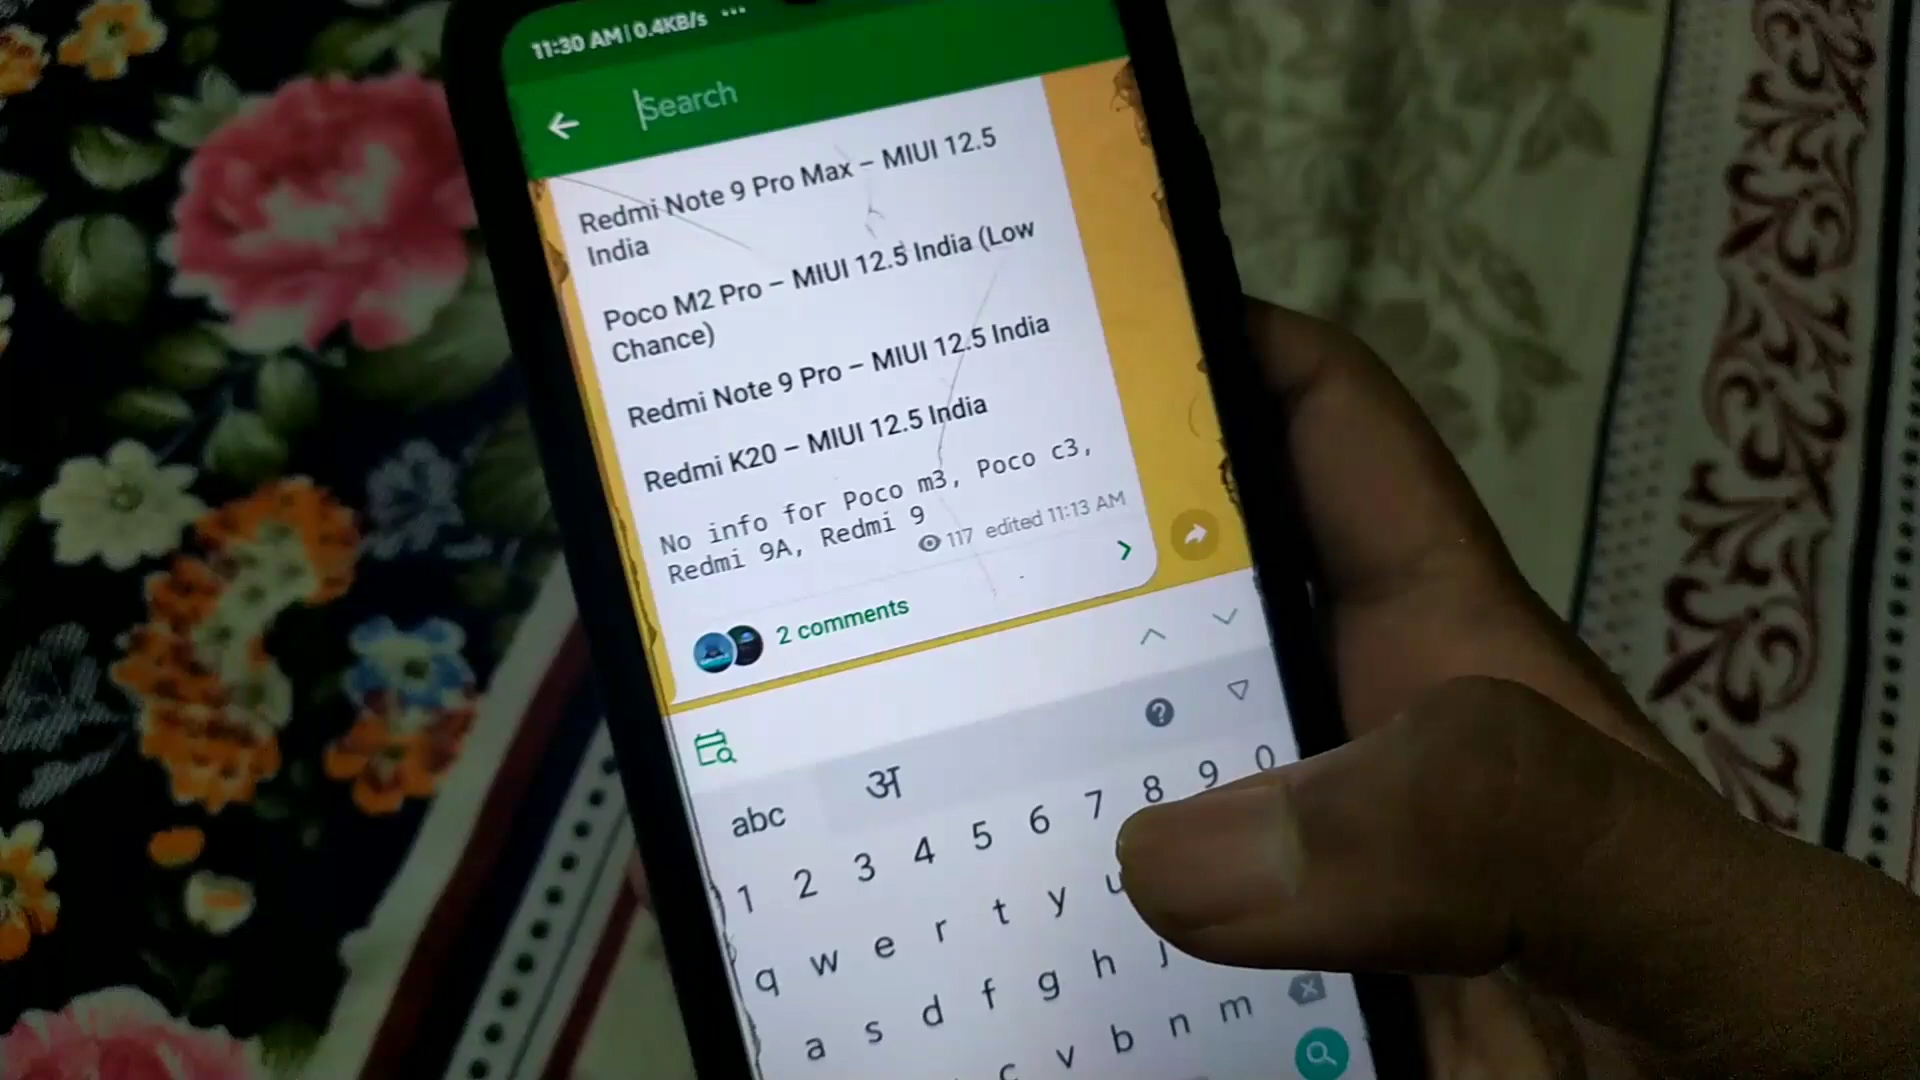 11:30 AM | 0.4KB/s ...
Search
Redmi Note 9 Pro Max – MIUI 12.5
India
Poco M2 Pro – MIUI 12.5 India (Low
Chance)
Redmi Note 9 Pro – MIUI 12.5 India
Redmi K20 – MIUI 12.5 India
No info for Poco m3, Poco c3,
Redmi 9A, Redmi 9
117 edited 11:13 AM
2 comments
abc अ
1 2 3 4 5 6 7 8 9 0
q w e r t y u
a s d f g h j
c v b n m